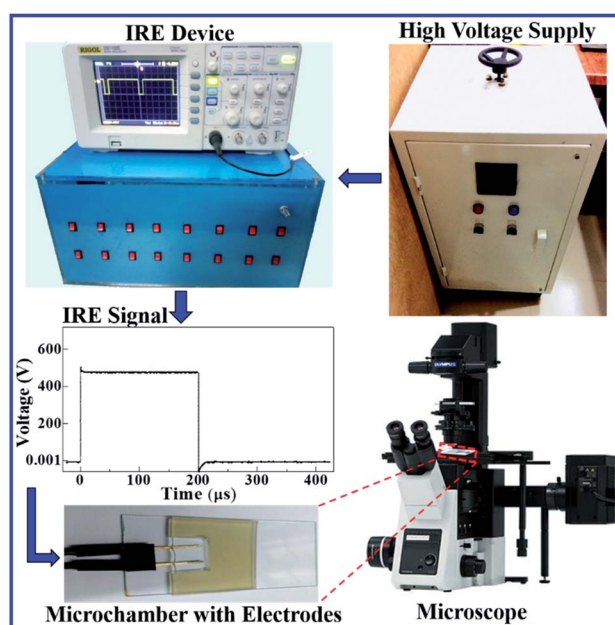 IRE Device
High Voltage Supply
RIGOL
IRE Signal
600
400
200
0.001
Voltage (V)
0
100
200
300
400
Time (μs)
OLYMPUS
Microchamber with Electrodes
Microscope